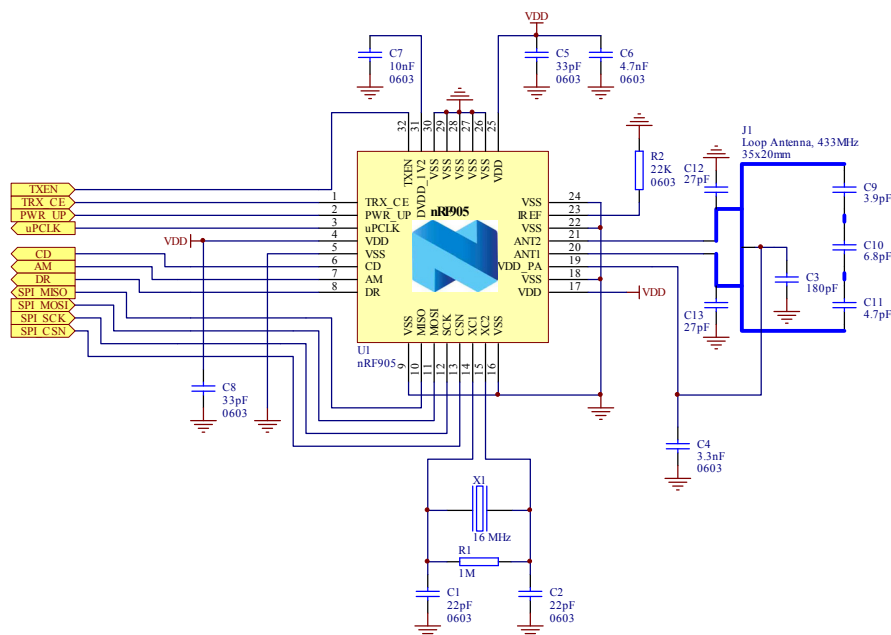 VDD
C7
10nF
0603
C5
33pF
0603
C6
4.7nF
0603
32
31
30
29
28
27
26
25
TXEN
DVDD_1V2
VSS
VSS
VSS
VSS
VSS
VDD
R2
22K
0603
J1
Loop Antenna, 433MHz
35x20mm
C12
27pF
C9
3.9pF
C10
6.8pF
C11
4.7pF
C3
180pF
C13
27pF
TXEN
TRX_CE
PWR_UP
uPCLK
CD
AM
DR
SPI_MISO
SPI_MOSI
SPI_SCK
SPI_CSN
VDD
1
2
3
4
5
6
7
8
TRX_CE
PWR_UP
uPCLK
VDD
VSS
CD
AM
DR
nRF905
VSS
IREF
VSS
ANT2
ANT1
VDD_PA
VSS
VDD
24
23
22
21
20
19
18
17
VDD
VSS
MISO
MOSI
SCK
CSN
XC1
XC2
VSS
U1
nRF905
9
10
11
12
13
14
15
16
C8
33pF
0603
C4
3.3nF
0603
X1
16 MHz
R1
1M
C1
22pF
0603
C2
22pF
0603